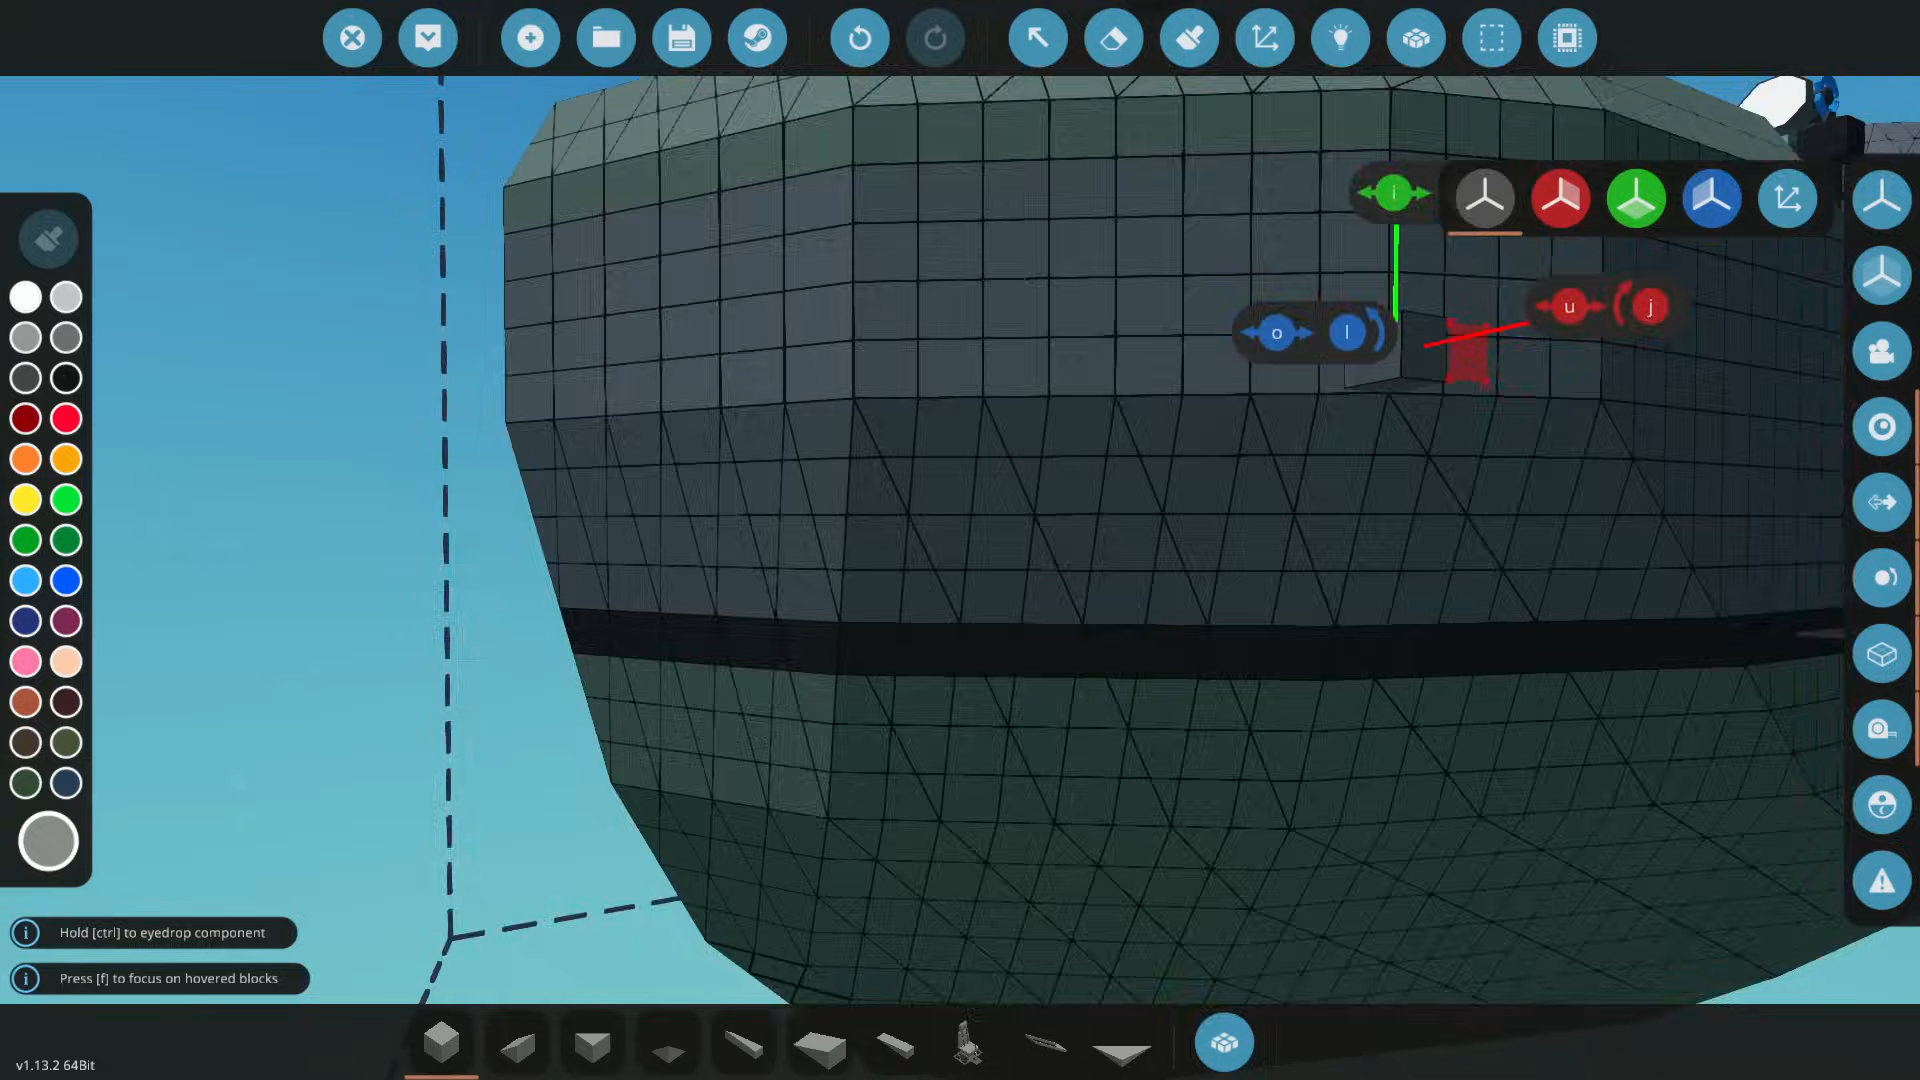 i
u j
o l
Hold [ctrl] to eyedrop component
Press [f] to focus on hovered blocks
v1.13.2 64Bit